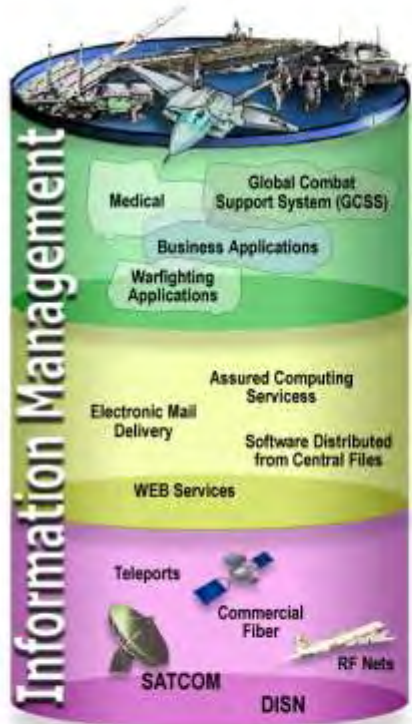 Information Management
Medical
Global Combat
Support System (GCSS)
Business Applications
Warfighting
Applications
Assured Computing
Servicess
Electronic Mail
Delivery
Software Distributed
from Central Files
WEB Services
Teleports
Commercial
Fiber
RF Nets
SATCOM
DISN